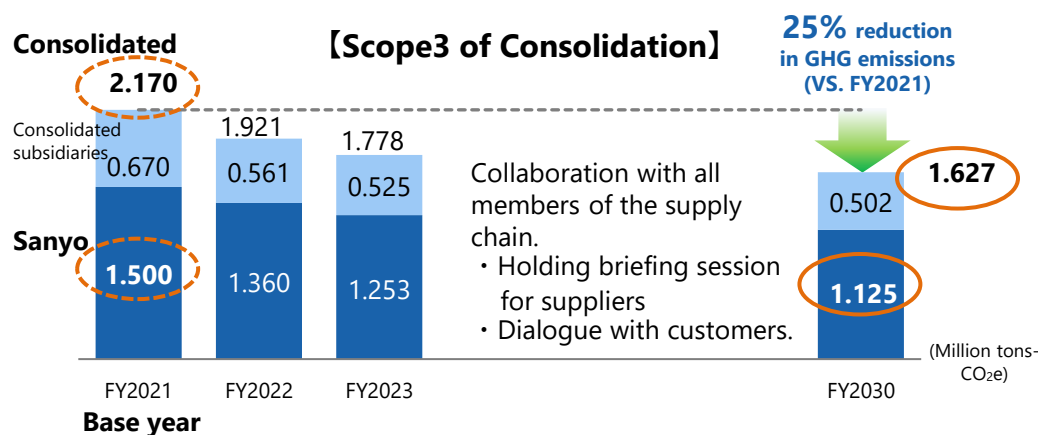 【Scope3 of Consolidation】
25% reduction
in GHG emissions
(VS. FY2021)
Consolidated
2.170
Consolidated
subsidiaries
0.670
Sanyo
1.500
1.921
0.561
1.360
1.778
0.525
1.253
Collaboration with all
members of the supply
chain.
・Holding briefing session
for suppliers
・Dialogue with customers.
1.627
0.502
1.125
(Million tons-
CO₂e)
FY2021
FY2022
FY2023
FY2030
Base year